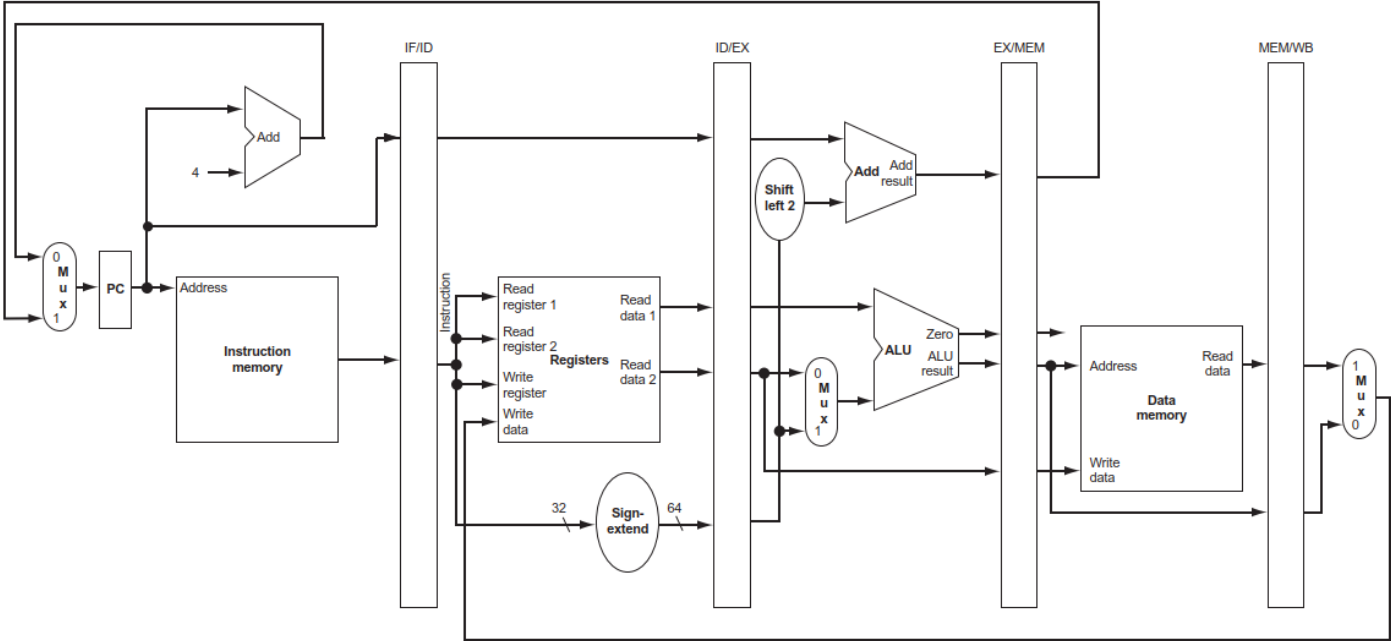 IF/ID
ID/EX
EX/MEM
MEM/WB
Add
4
Shift
left 2
Add
Add
result
0
M
u
x
1
PC
Address
Instruction
memory
Instruction
Read
register 1
Read
register 2
Write
register
Write
data
Registers
Read
data 1
Read
data 2
32
Sign-
extend
64
0
M
u
x
1
ALU
Zero
ALU
result
Address
Data
memory
Read
data
Write
data
1
M
u
x
0